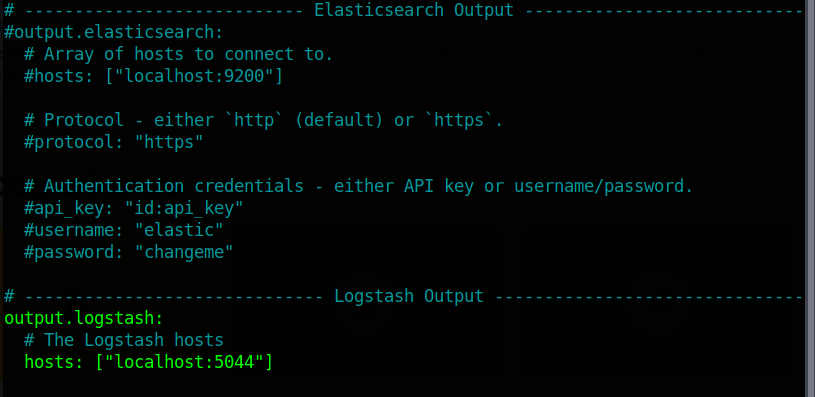 # ---------------------------- Elasticsearch Output ----------------------------
#output.elasticsearch:
# Array of hosts to connect to.
#hosts: ["localhost:9200"]
# Protocol - either `http` (default) or `https`.
#protocol: "https"
# Authentication credentials - either API key or username/password.
#api_key: "id:api_key"
#username: "elastic"
#password: "changeme"
# ------------------------------ Logstash Output -------------------------------
output.logstash:
# The Logstash hosts
hosts: ["localhost:5044"]